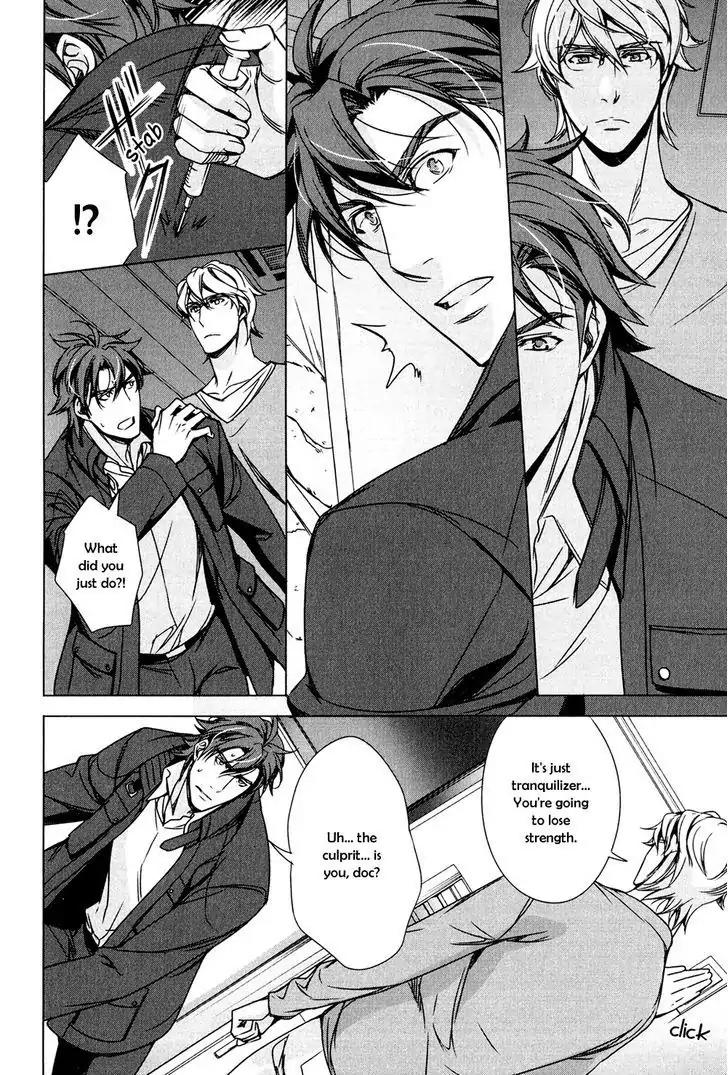 stab
!?
What
did you
just do?!
It's just
tranquilizer...
You're going
to lose
strength.
Uh... the
culprit... is
you, doc?
click